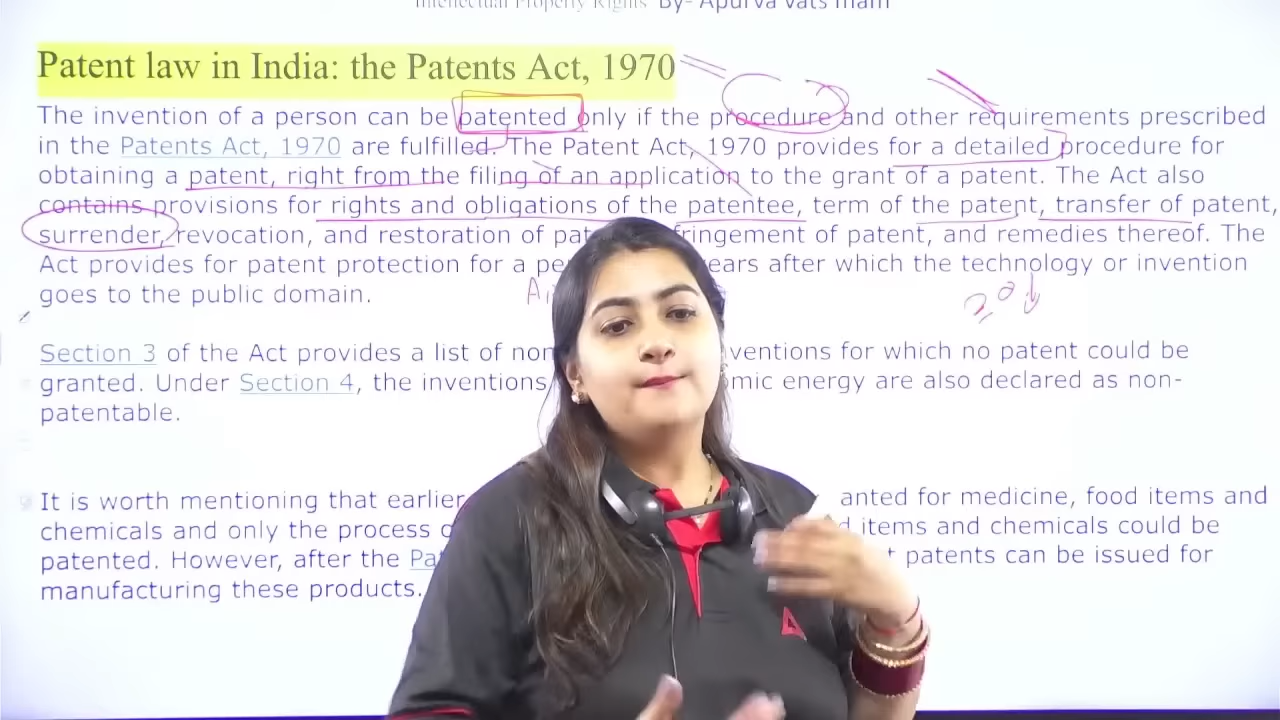 Intellectual Property Rights By- Apurva Vats mam
Patent law in India: the Patents Act, 1970
The invention of a person can be patented only if the procedure and other requirements prescribed
in the Patents Act, 1970 are fulfilled. The Patent Act, 1970 provides for a detailed procedure for
obtaining a patent, right from the filing of an application to the grant of a patent. The Act also
contains provisions for rights and obligations of the patentee, term of the patent, transfer of patent,
surrender, revocation, and restoration of pat fringement of patent, and remedies thereof. The
Act provides for patent protection for a pe ears after which the technology or invention
goes to the public domain.
20
Section 3 of the Act provides a list of non ventions for which no patent could be
granted. Under Section 4, the inventions mic energy are also declared as non-
patentable.
It is worth mentioning that earlier anted for medicine, food items and
chemicals and only the process d items and chemicals could be
patented. However, after the Pa t patents can be issued for
manufacturing these products.